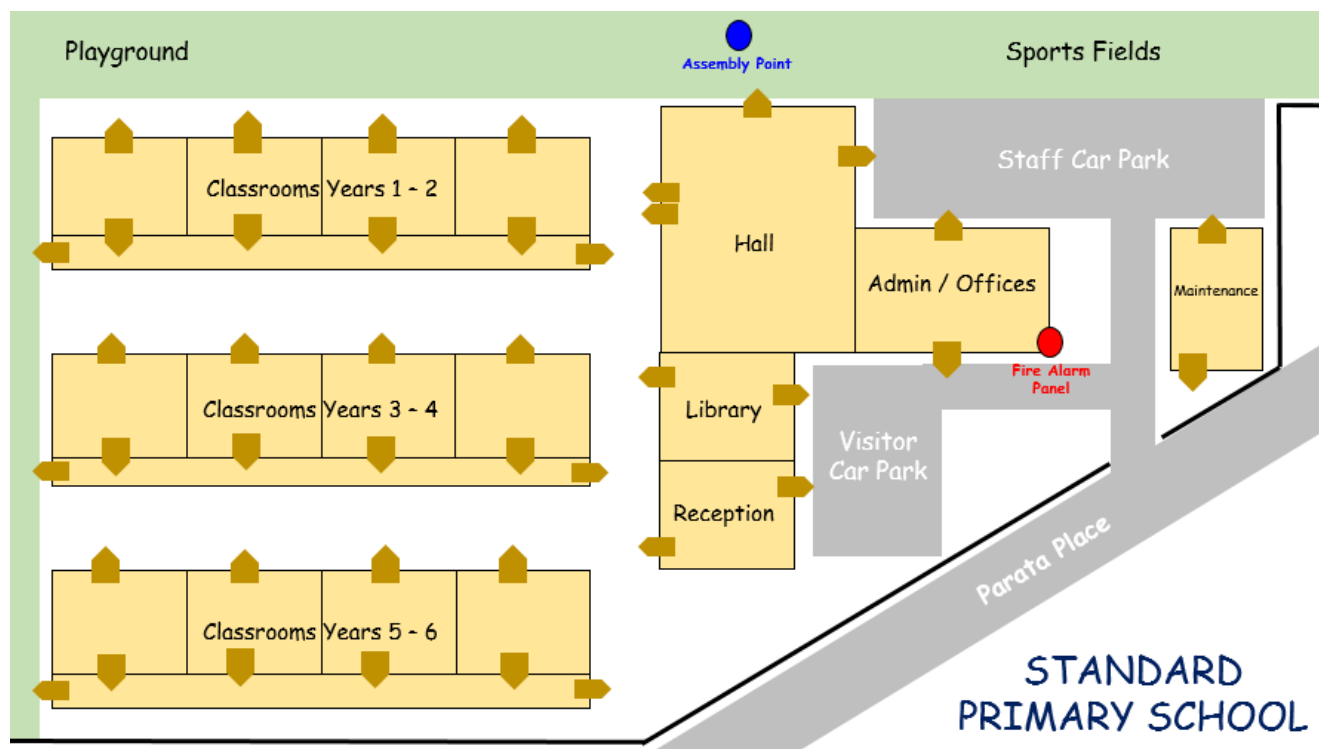 Playground
Assembly Point
Sports Fields
Staff Car Park
Classrooms Years 1 - 2
Hall
Admin / Offices
Maintenance
Fire Alarm
Panel
Classrooms Years 3 - 4
Library
Visitor
Car Park
Reception
Parata Place
Classrooms Years 5 - 6
STANDARD
PRIMARY SCHOOL